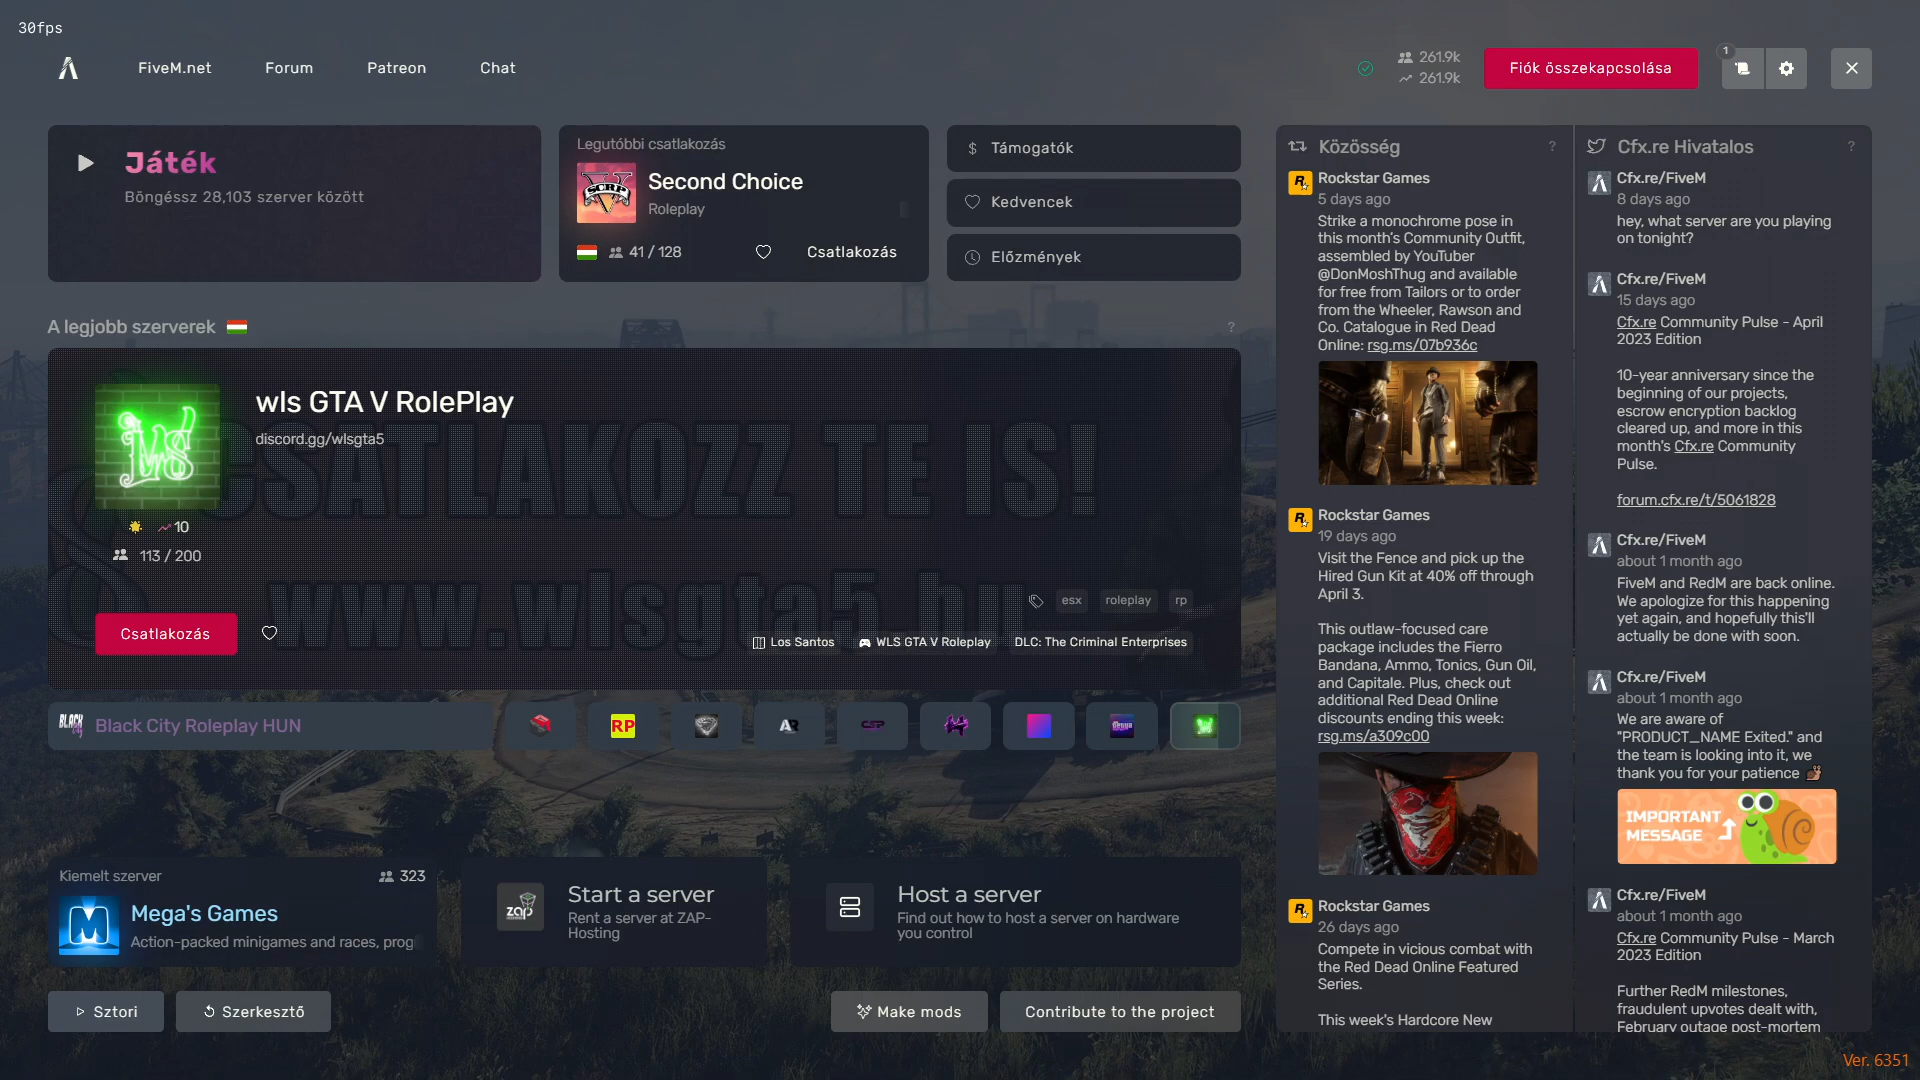 30fps
FiveM.net
Forum
Patreon
Chat
261.9k
261.9k
Fiók összekapcsolása
1
Játék
Böngéssz 28,103 szerver között
Legutóbbi csatlakozás
SCRP
V
Second Choice
Roleplay
41 / 128
Csatlakozás
$ Támogatók
Kedvencek
Előzmények
A legjobb szerverek
?
wls GTA V RolePlay
discord.gg/wlsgta5
CSATLAKOZZ TE IS!
www.wlsgta5.hu
10
113 / 200
Csatlakozás
esx
roleplay
rp
Los Santos
WLS GTA V Roleplay
DLC: The Criminal Enterprises
Black City Roleplay HUN
RP
Kiemelt szerver
323
M
Mega's Games
Action-packed minigames and races, prog
zap
Start a server
Rent a server at ZAP-
Hosting
Host a server
Find out how to host a server on hardware
you control
Sztori
Szerkesztő
Make mods
Contribute to the project
Közösség
?
Rockstar Games
5 days ago
Strike a monochrome pose in
this month's Community Outfit,
assembled by YouTuber
@DonMoshThug and available
for free from Tailors or to order
from the Wheeler, Rawson and
Co. Catalogue in Red Dead
Online: rsg.ms/07b936c
Rockstar Games
19 days ago
Visit the Fence and pick up the
Hired Gun Kit at 40% off through
April 3.
This outlaw-focused care
package includes the Fierro
Bandana, Ammo, Tonics, Gun Oil,
and Capitale. Plus, check out
additional Red Dead Online
discounts ending this week:
rsg.ms/a309c00
Rockstar Games
26 days ago
Compete in vicious combat with
the Red Dead Online Featured
Series.
This week's Hardcore New
Cfx.re Hivatalos
?
Cfx.re/FiveM
8 days ago
hey, what server are you playing
on tonight?
Cfx.re/FiveM
15 days ago
Cfx.re Community Pulse - April
2023 Edition
10-year anniversary since the
beginning of our projects,
escrow encryption backlog
cleared up, and more in this
month's Cfx.re Community
Pulse.
forum.cfx.re/t/5061828
Cfx.re/FiveM
about 1 month ago
FiveM and RedM are back online.
We apologize for this happening
yet again, and hopefully this'll
actually be done with soon.
Cfx.re/FiveM
about 1 month ago
We are aware of
"PRODUCT_NAME Exited." and
the team is looking into it, we
thank you for your patience
IMPORTANT
MESSAGE
Cfx.re/FiveM
about 1 month ago
Cfx.re Community Pulse - March
2023 Edition
Further RedM milestones,
fraudulent upvotes dealt with,
February outage post-mortem
Ver. 6351